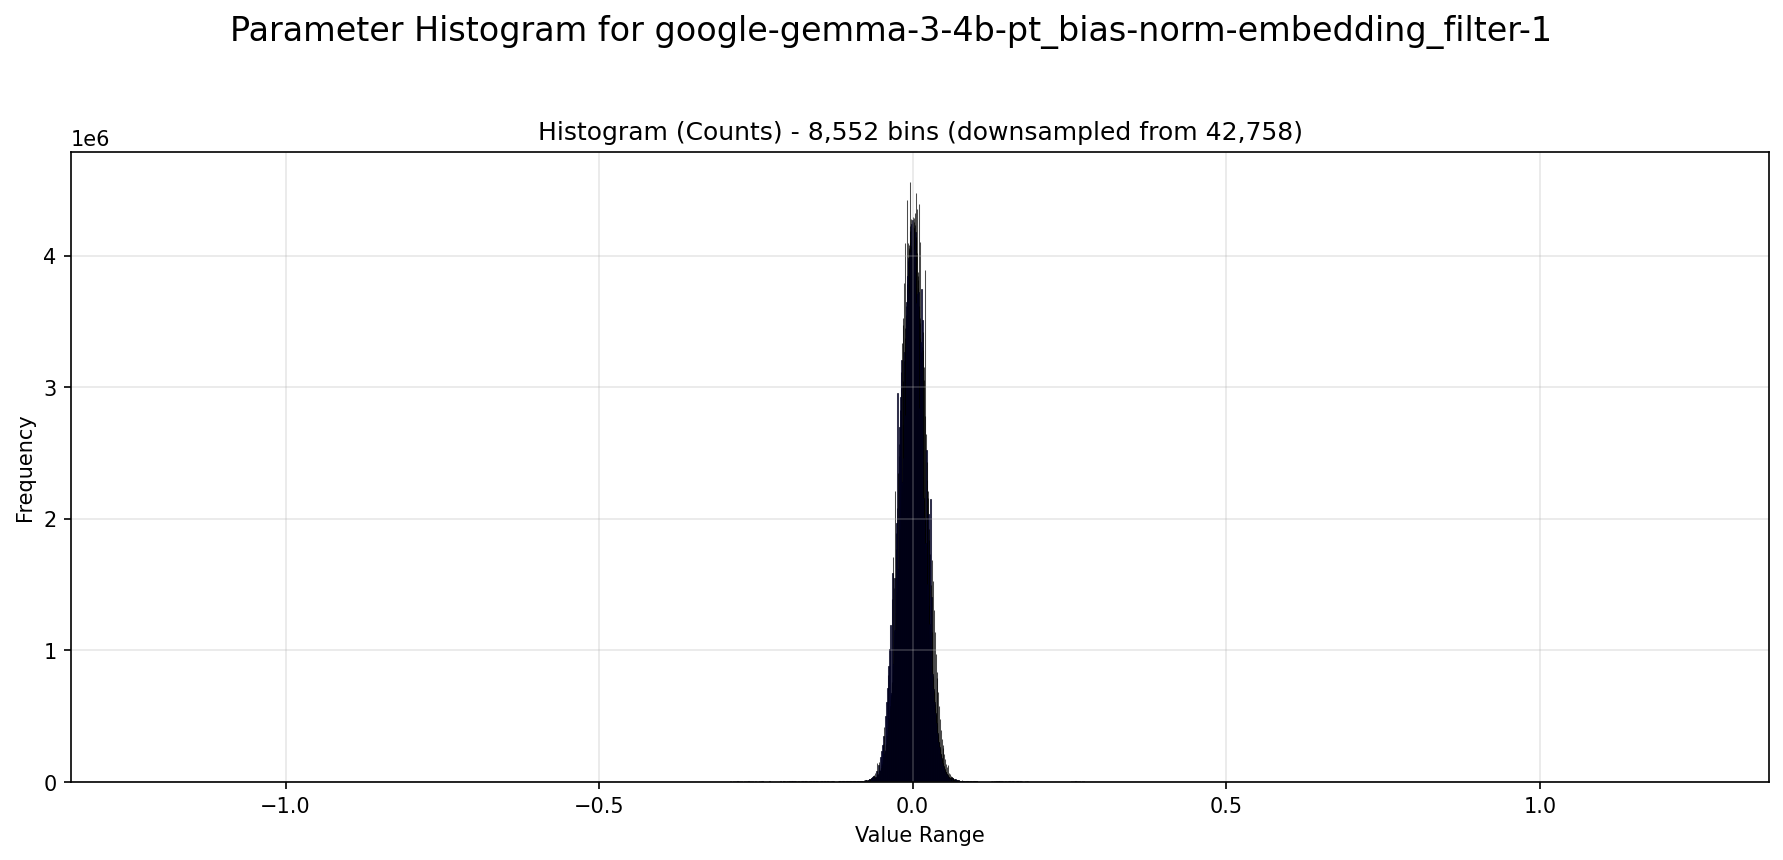 Parameter Histogram for google-gemma-3-4b-pt_bias-norm-embedding_filter-1
Histogram (Counts) - 8,552 bins (downsampled from 42,758)
1e6
4
3
2
1
0
Frequency
−1.0
−0.5
0.0
0.5
1.0
Value Range